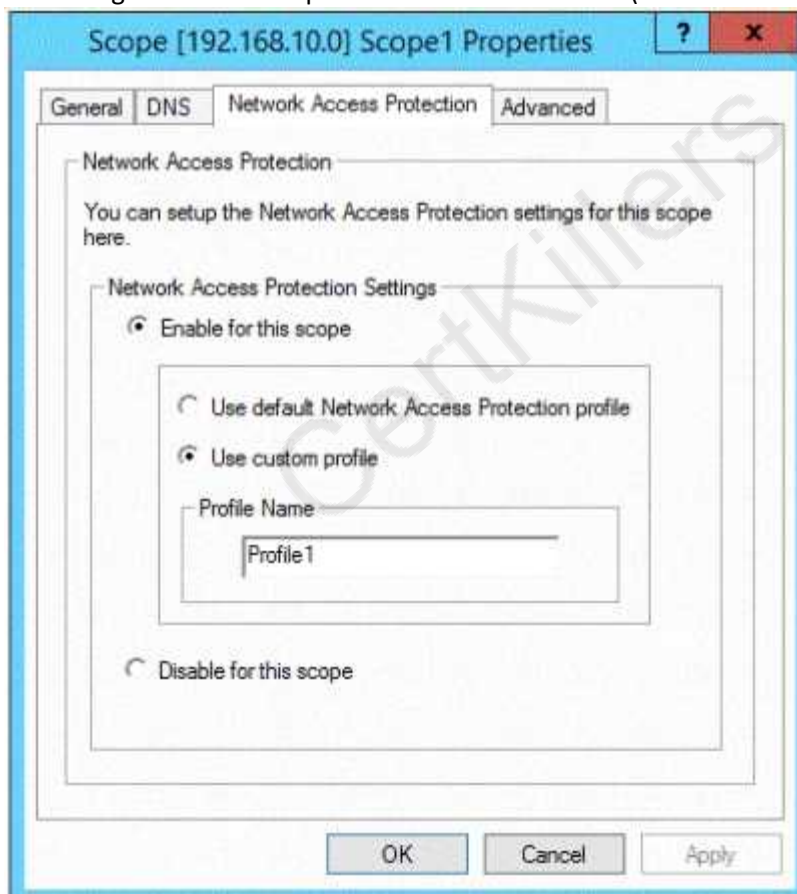 Scope [192.168.10.0] Scope1 Properties
?
x
General
DNS
Network Access Protection
Advanced
Network Access Protection
You can setup the Network Access Protection settings for this scope
here.
Network Access Protection Settings
Enable for this scope
Use default Network Access Protection profile
Use custom profile
Profile Name
Profile1
Disable for this scope
OK
Cancel
Apply
CertKillers